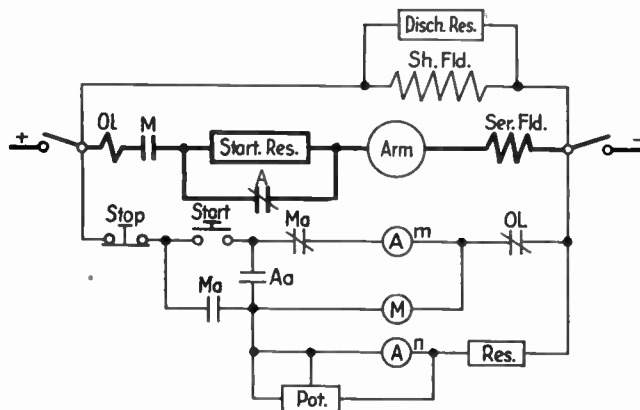 Disch. Res.
Sh. Fld.
+ OL M Start. Res. Arm Ser. Fld. -
A
Stop Start Ma A m OL
Aa
Ma M
A n Res.
Pot.